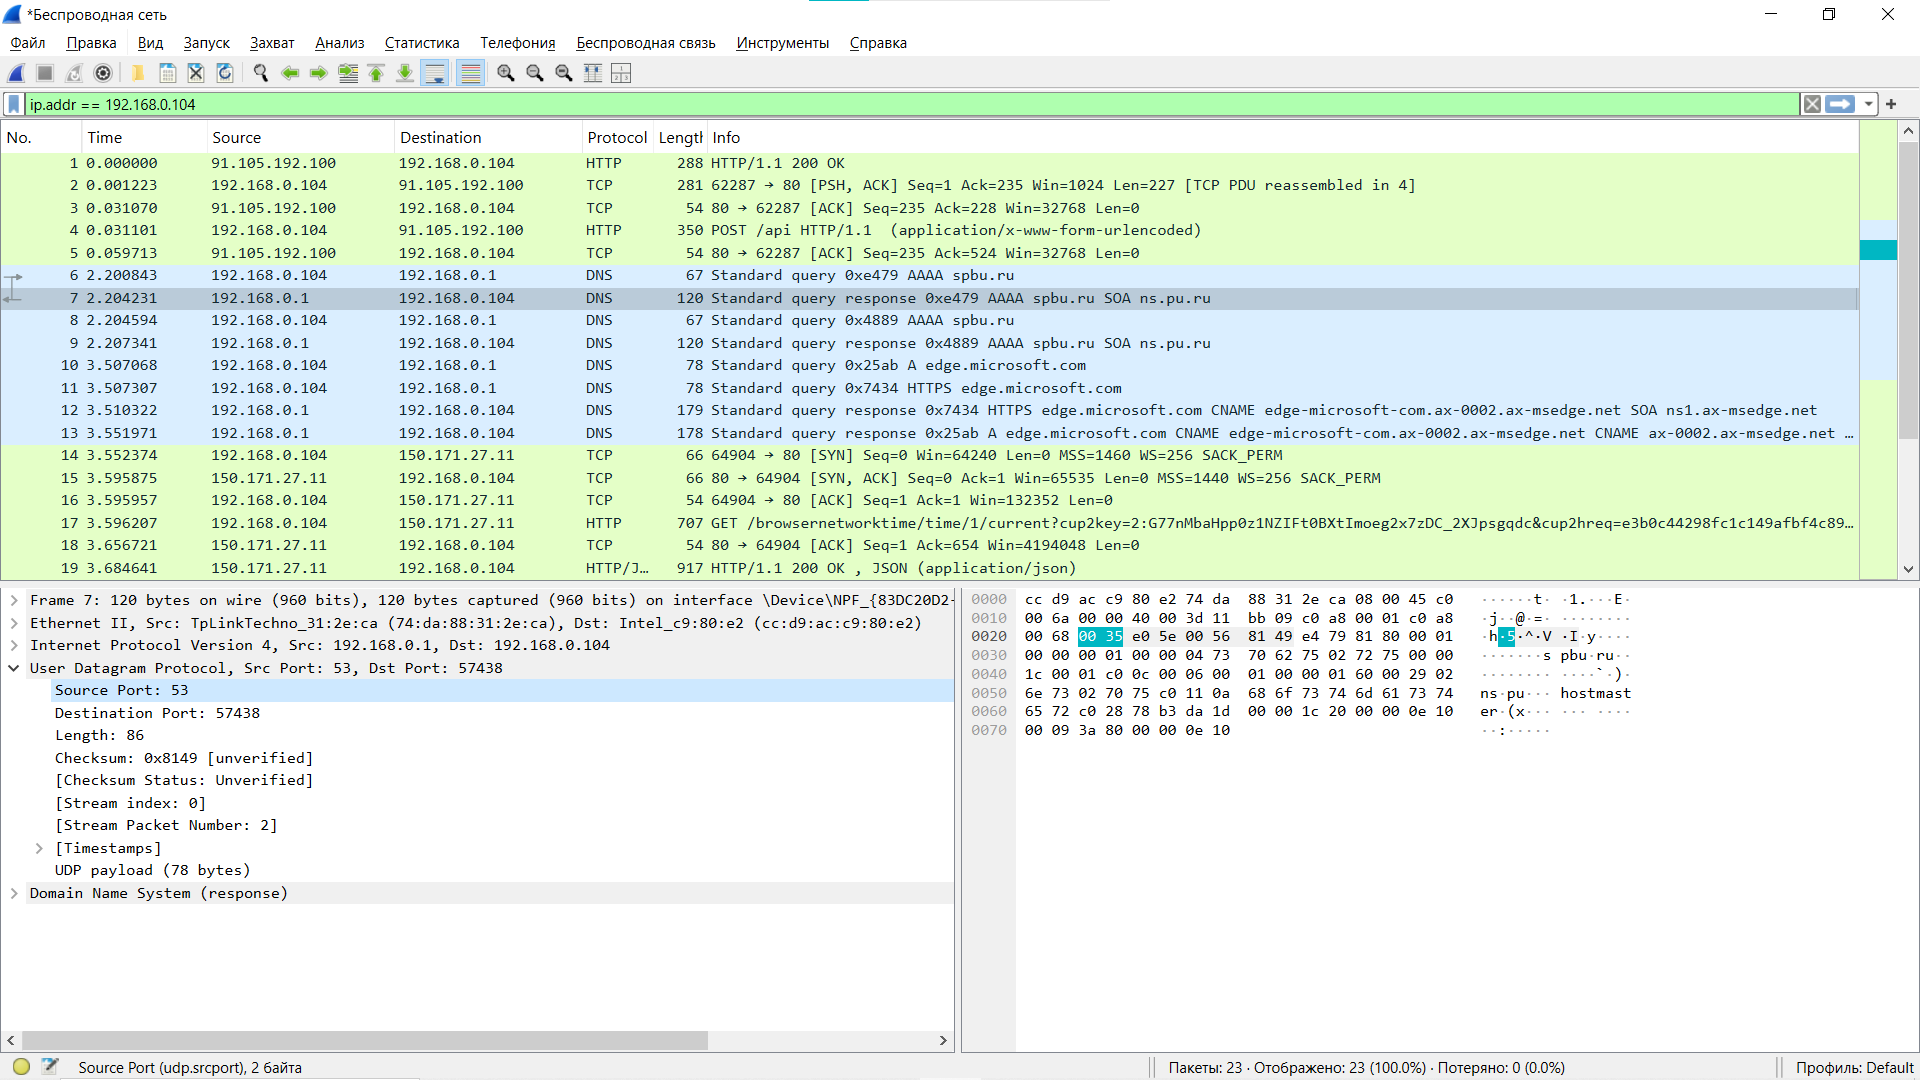 *Беспроводная сеть
Файл Правка Вид Запуск Захват Анализ Статистика Телефония Беспроводная связь Инструменты Справка
ip.addr == 192.168.0.104
No. Time Source Destination Protocol Length Info
1 0.000000 91.105.192.100 192.168.0.104 HTTP 288 HTTP/1.1 200 OK
2 0.001223 192.168.0.104 91.105.192.100 TCP 281 62287 → 80 [PSH, ACK] Seq=1 Ack=235 Win=1024 Len=227 [TCP PDU reassembled in 4]
3 0.031070 91.105.192.100 192.168.0.104 TCP 54 80 → 62287 [ACK] Seq=235 Ack=228 Win=32768 Len=0
4 0.031101 192.168.0.104 91.105.192.100 HTTP 350 POST /api HTTP/1.1 (application/x-www-form-urlencoded)
5 0.059713 91.105.192.100 192.168.0.104 TCP 54 80 → 62287 [ACK] Seq=235 Ack=524 Win=32768 Len=0
6 2.200843 192.168.0.104 192.168.0.1 DNS 67 Standard query 0xe479 AAAA spbu.ru
7 2.204231 192.168.0.1 192.168.0.104 DNS 120 Standard query response 0xe479 AAAA spbu.ru SOA ns.pu.ru
8 2.204594 192.168.0.104 192.168.0.1 DNS 67 Standard query 0x4889 AAAA spbu.ru
9 2.207341 192.168.0.1 192.168.0.104 DNS 120 Standard query response 0x4889 AAAA spbu.ru SOA ns.pu.ru
10 3.507068 192.168.0.104 192.168.0.1 DNS 78 Standard query 0x25ab A edge.microsoft.com
11 3.507307 192.168.0.104 192.168.0.1 DNS 78 Standard query 0x7434 HTTPS edge.microsoft.com
12 3.510322 192.168.0.1 192.168.0.104 DNS 179 Standard query response 0x7434 HTTPS edge.microsoft.com CNAME edge-microsoft-com.ax-0002.ax-msedge.net SOA ns1.ax-msedge.net
13 3.551971 192.168.0.1 192.168.0.104 DNS 178 Standard query response 0x25ab A edge.microsoft.com CNAME edge-microsoft-com.ax-0002.ax-msedge.net CNAME ax-0002.ax-msedge.net …
14 3.552374 192.168.0.104 150.171.27.11 TCP 66 64904 → 80 [SYN] Seq=0 Win=64240 Len=0 MSS=1460 WS=256 SACK_PERM
15 3.595875 150.171.27.11 192.168.0.104 TCP 66 80 → 64904 [SYN, ACK] Seq=0 Ack=1 Win=65535 Len=0 MSS=1440 WS=256 SACK_PERM
16 3.595957 192.168.0.104 150.171.27.11 TCP 54 64904 → 80 [ACK] Seq=1 Ack=1 Win=132352 Len=0
17 3.596207 192.168.0.104 150.171.27.11 HTTP 707 GET /browsernetworktime/time/1/current?cup2key=2:G77nMbaHpp0z1NZIFt0BXtImoeg2x7zDC_2XJpsgqdc&cup2hreq=e3b0c44298fc1c149afbf4c89…
18 3.656721 150.171.27.11 192.168.0.104 TCP 54 80 → 64904 [ACK] Seq=1 Ack=654 Win=4194048 Len=0
19 3.684641 150.171.27.11 192.168.0.104 HTTP/J… 917 HTTP/1.1 200 OK , JSON (application/json)
Frame 7: 120 bytes on wire (960 bits), 120 bytes captured (960 bits) on interface \Device\NPF_{83DC20D2-
Ethernet II, Src: TpLinkTechno_31:2e:ca (74:da:88:31:2e:ca), Dst: Intel_c9:80:e2 (cc:d9:ac:c9:80:e2)
Internet Protocol Version 4, Src: 192.168.0.1, Dst: 192.168.0.104
User Datagram Protocol, Src Port: 53, Dst Port: 57438
Source Port: 53
Destination Port: 57438
Length: 86
Checksum: 0x8149 [unverified]
[Checksum Status: Unverified]
[Stream index: 0]
[Stream Packet Number: 2]
[Timestamps]
UDP payload (78 bytes)
Domain Name System (response)
0000 cc d9 ac c9 80 e2 74 da 88 31 2e ca 08 00 45 c0 ······t· ·1.···E·
0010 00 6a 00 00 40 00 3d 11 bb 09 c0 a8 00 01 c0 a8 ·j··@·=· ········
0020 00 68 00 35 e0 5e 00 56 81 49 e4 79 81 80 00 01 ·h·5·^·V ·I·y····
0030 00 00 00 01 00 00 04 73 70 62 75 02 72 75 00 00 ·······s pbu·ru··
0040 1c 00 01 c0 0c 00 06 00 01 00 00 01 60 00 29 02 ········ ····`·)·
0050 6e 73 02 70 75 c0 11 0a 68 6f 73 74 6d 61 73 74 ns·pu··· hostmast
0060 65 72 c0 28 78 b3 da 1d 00 00 1c 20 00 00 0e 10 er·(x··· ··· ····
0070 00 09 3a 80 00 00 0e 10 ··:·····
Source Port (udp.srcport), 2 байта
Пакеты: 23 · Отображено: 23 (100.0%) · Потеряно: 0 (0.0%)
Профиль: Default